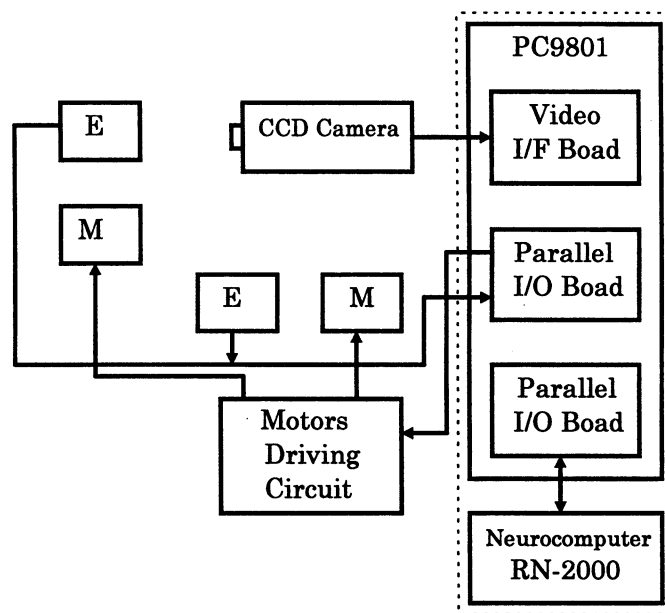 PC9801
E
CCD Camera
Video
I/F Boad
M
Parallel
I/O Boad
E
M
Parallel
I/O Boad
Motors
Driving
Circuit
Neurocomputer
RN-2000